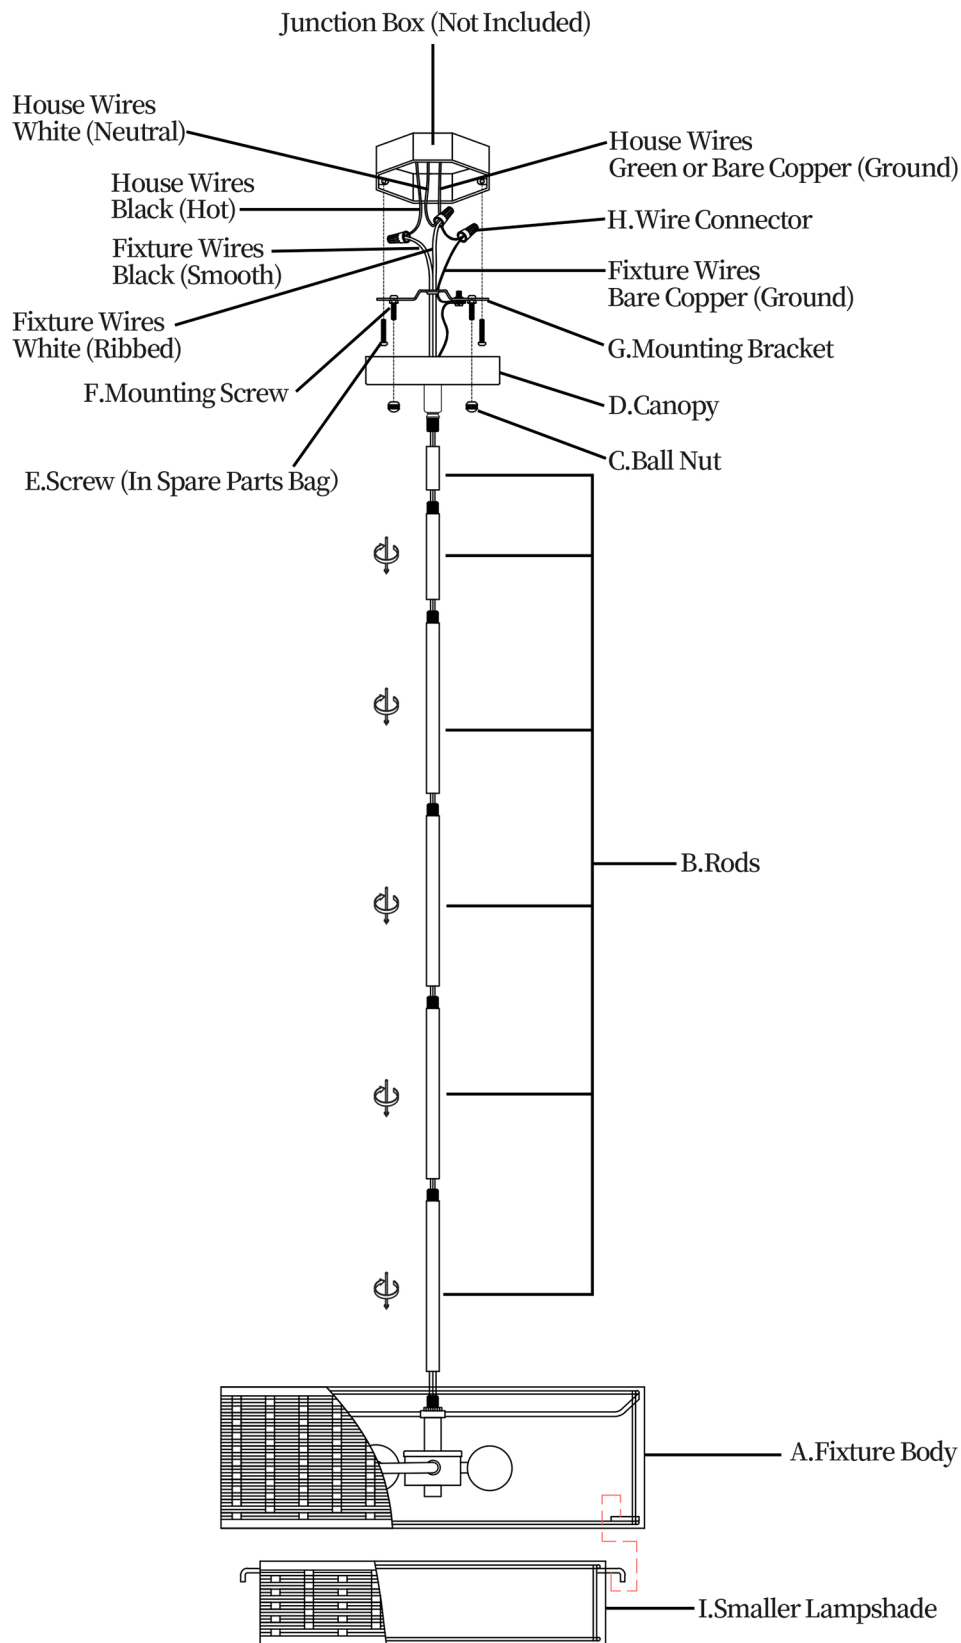 Junction Box (Not Included)
House Wires
White (Neutral)
House Wires
Green or Bare Copper (Ground)
House Wires
Black (Hot)
H.Wire Connector
Fixture Wires
Black (Smooth)
Fixture Wires
Bare Copper (Ground)
Fixture Wires
White (Ribbed)
G.Mounting Bracket
F.Mounting Screw
D.Canopy
C.Ball Nut
E.Screw (In Spare Parts Bag)
B.Rods
A.Fixture Body
I.Smaller Lampshade